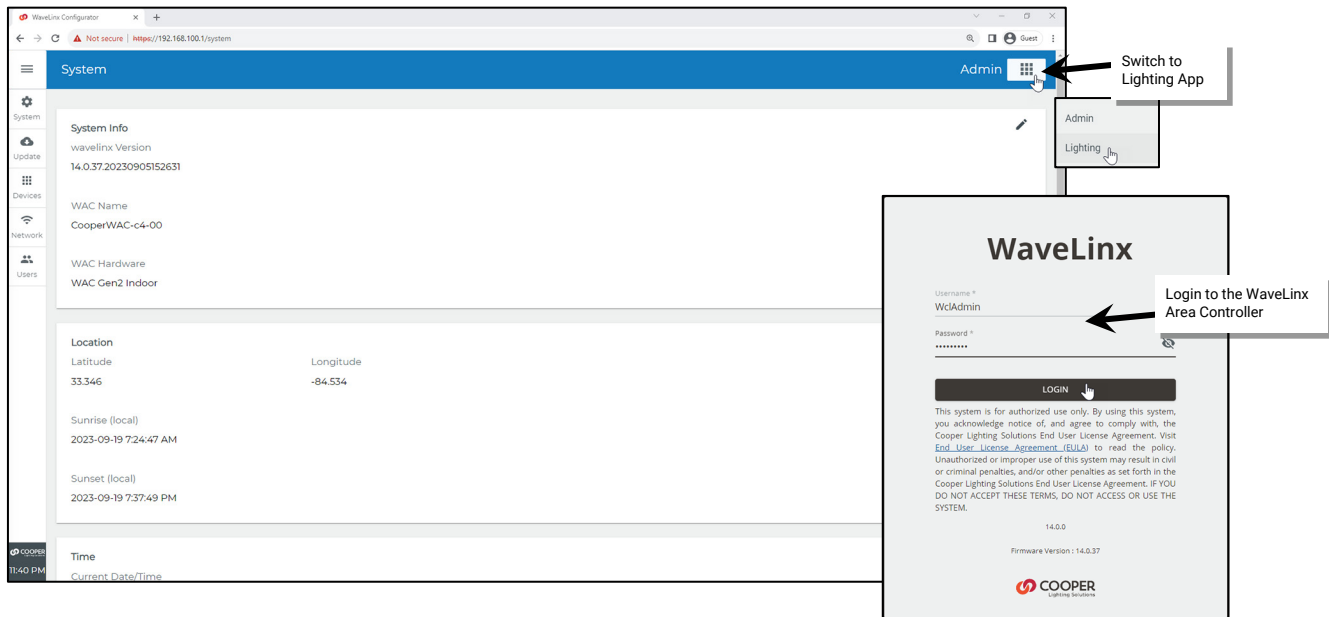 WaveLinx Configurator
Not secure | https://192.168.100.1/system
Guest
System
Admin
Switch to
Lighting App
System
Update
Devices
Network
Users
System Info
wavelinx Version
14.0.37.20230905152631
WAC Name
CooperWAC-c4-00
WAC Hardware
WAC Gen2 Indoor
Admin
Lighting
Location
Latitude
Longitude
33.346
-84.534
Sunrise (local)
2023-09-19 7:24:47 AM
Sunset (local)
2023-09-19 7:37:49 PM
Time
Current Date/Time
COOPER
11:40 PM
WaveLinx
Username *
WclAdmin
Password *
•••••••••
Login to the WaveLinx
Area Controller
LOGIN
This system is for authorized use only. By using this system,
you acknowledge notice of, and agree to comply with, the
Cooper Lighting Solutions End User License Agreement. Visit
End User License Agreement (EULA) to read the policy.
Unauthorized or improper use of this system may result in civil
or criminal penalties, and/or other penalties as set forth in the
Cooper Lighting Solutions End User License Agreement. IF YOU
DO NOT ACCEPT THESE TERMS, DO NOT ACCESS OR USE THE
SYSTEM.
14.0.0
Firmware Version : 14.0.37
COOPER
Lighting Solutions